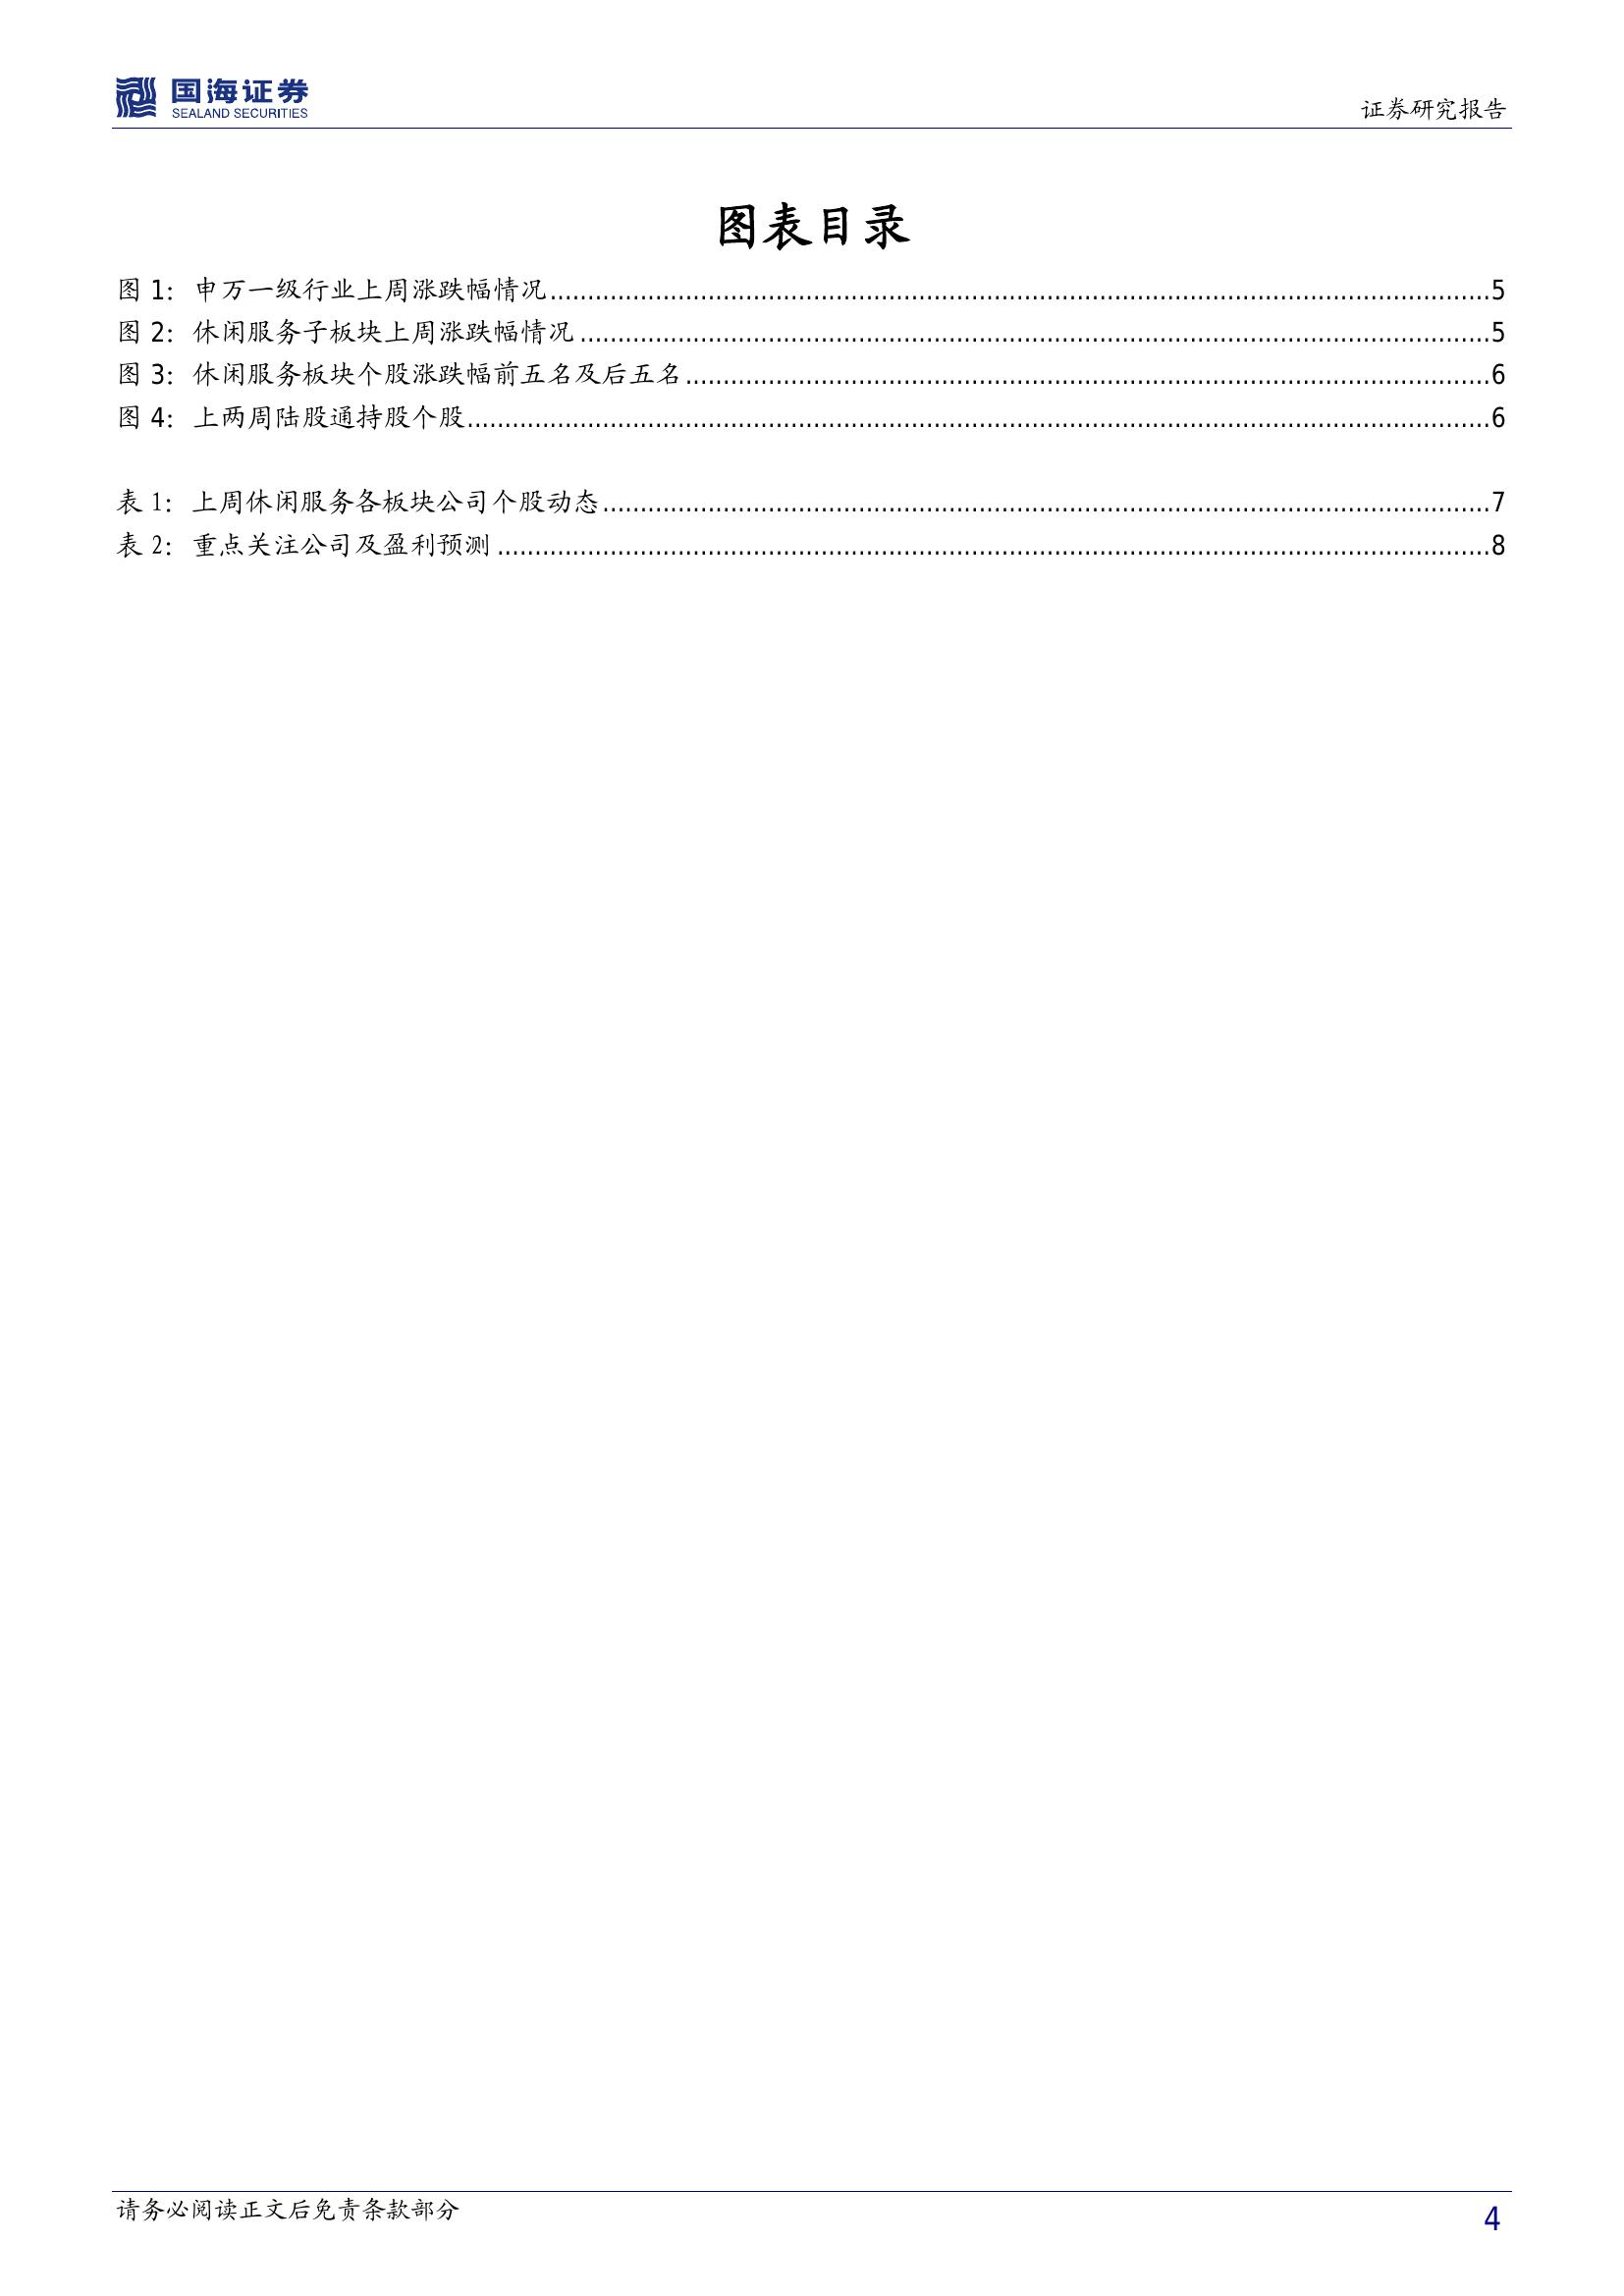 国海证券
SEALAND SECURITIES
证券研究报告
图表目录
图 1：申万一级行业上周涨跌幅情况........................................5
图 2：休闲服务子板块上周涨跌幅情况........................................5
图 3：休闲服务板块个股涨跌幅前五名及后五名........................................6
图 4：上两周陆股通持股个股........................................6
表 1：上周休闲服务各板块公司个股动态........................................7
表 2：重点关注公司及盈利预测........................................8
请务必阅读正文后免责条款部分
4